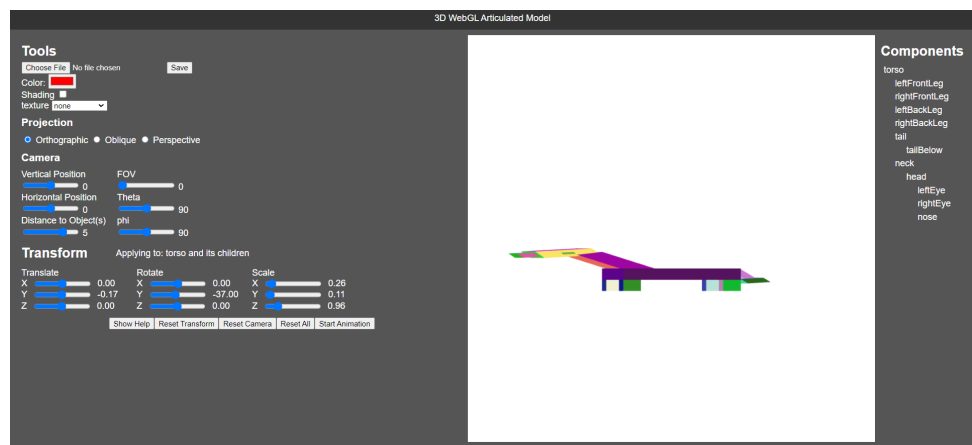 3D WebGL Articulated Model
Tools
Choose File No file chosen Save
Color:
Shading
texture none
Projection
Orthographic Oblique Perspective
Camera
Vertical Position FOV
0 0
Horizontal Position Theta
0 90
Distance to Object(s) phi
5 90
Transform Applying to: torso and its children
Translate Rotate Scale
X 0.00 X 0.00 X 0.26
Y -0.17 Y -37.00 Y 0.11
Z 0.00 Z 0.00 Z 0.96
Show Help Reset Transform Reset Camera Reset All Start Animation
Components
torso
leftFrontLeg
rightFrontLeg
leftBackLeg
rightBackLeg
tail
tailBelow
neck
head
leftEye
rightEye
nose